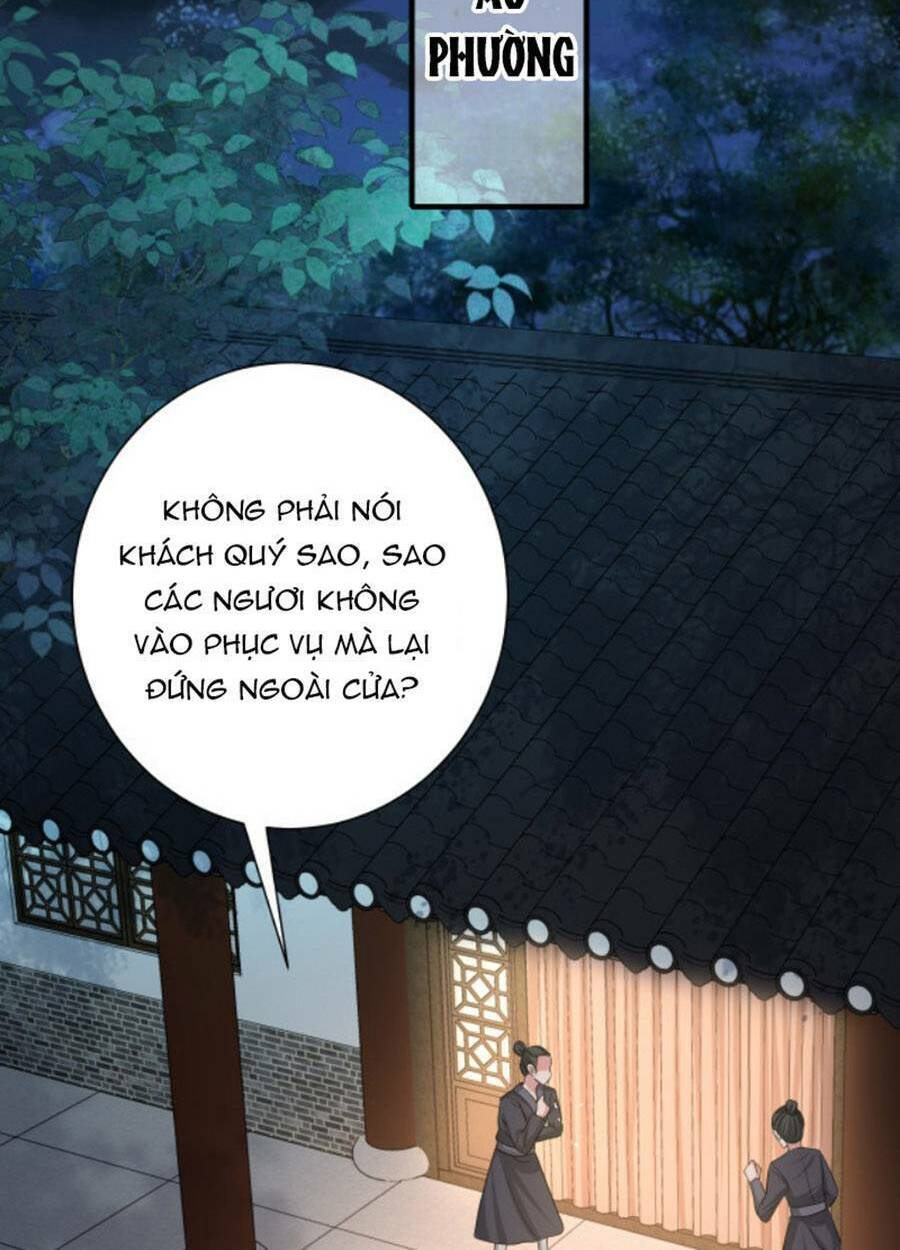 PHƯỜNG
KHÔNG PHẢI NÓI
KHÁCH QUÝ SAO, SAO
CÁC NGƯƠI KHÔNG
VÀO PHỤC VỤ MÀ LẠI
ĐỨNG NGOÀI CỬA?